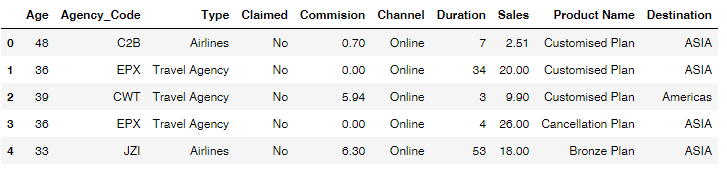 Age Agency_Code Type Claimed Commision Channel Duration Sales Product Name Destination
0 48 C2B Airlines No 0.70 Online 7 2.51 Customised Plan ASIA
1 36 EPX Travel Agency No 0.00 Online 34 20.00 Customised Plan ASIA
2 39 CWT Travel Agency No 5.94 Online 3 9.90 Customised Plan Americas
3 36 EPX Travel Agency No 0.00 Online 4 26.00 Cancellation Plan ASIA
4 33 JZI Airlines No 6.30 Online 53 18.00 Bronze Plan ASIA